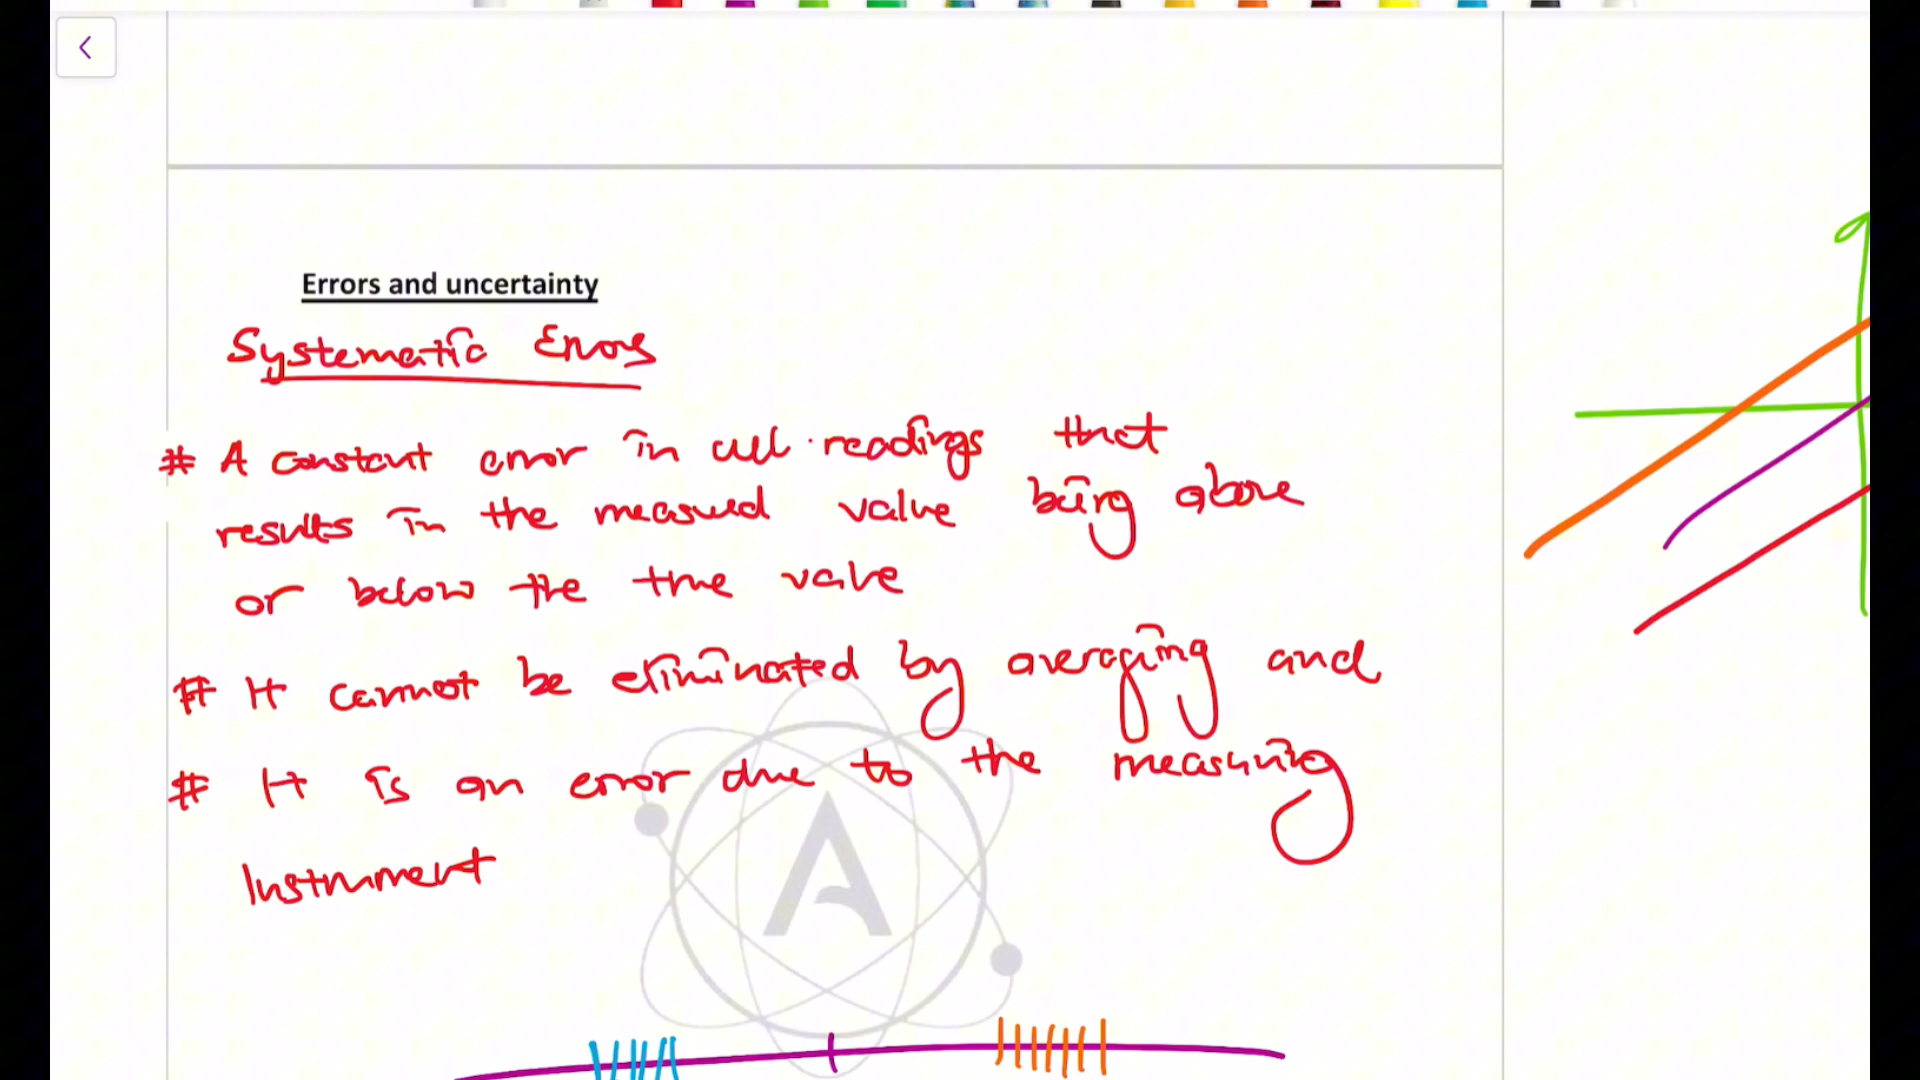 Errors and uncertainty
Systematic Errors
# A constant error in all readings that
results in the measured value being above
or below the true value
# It cannot be eliminated by averaging and
# It is an error due to the measuring
Instrument
A